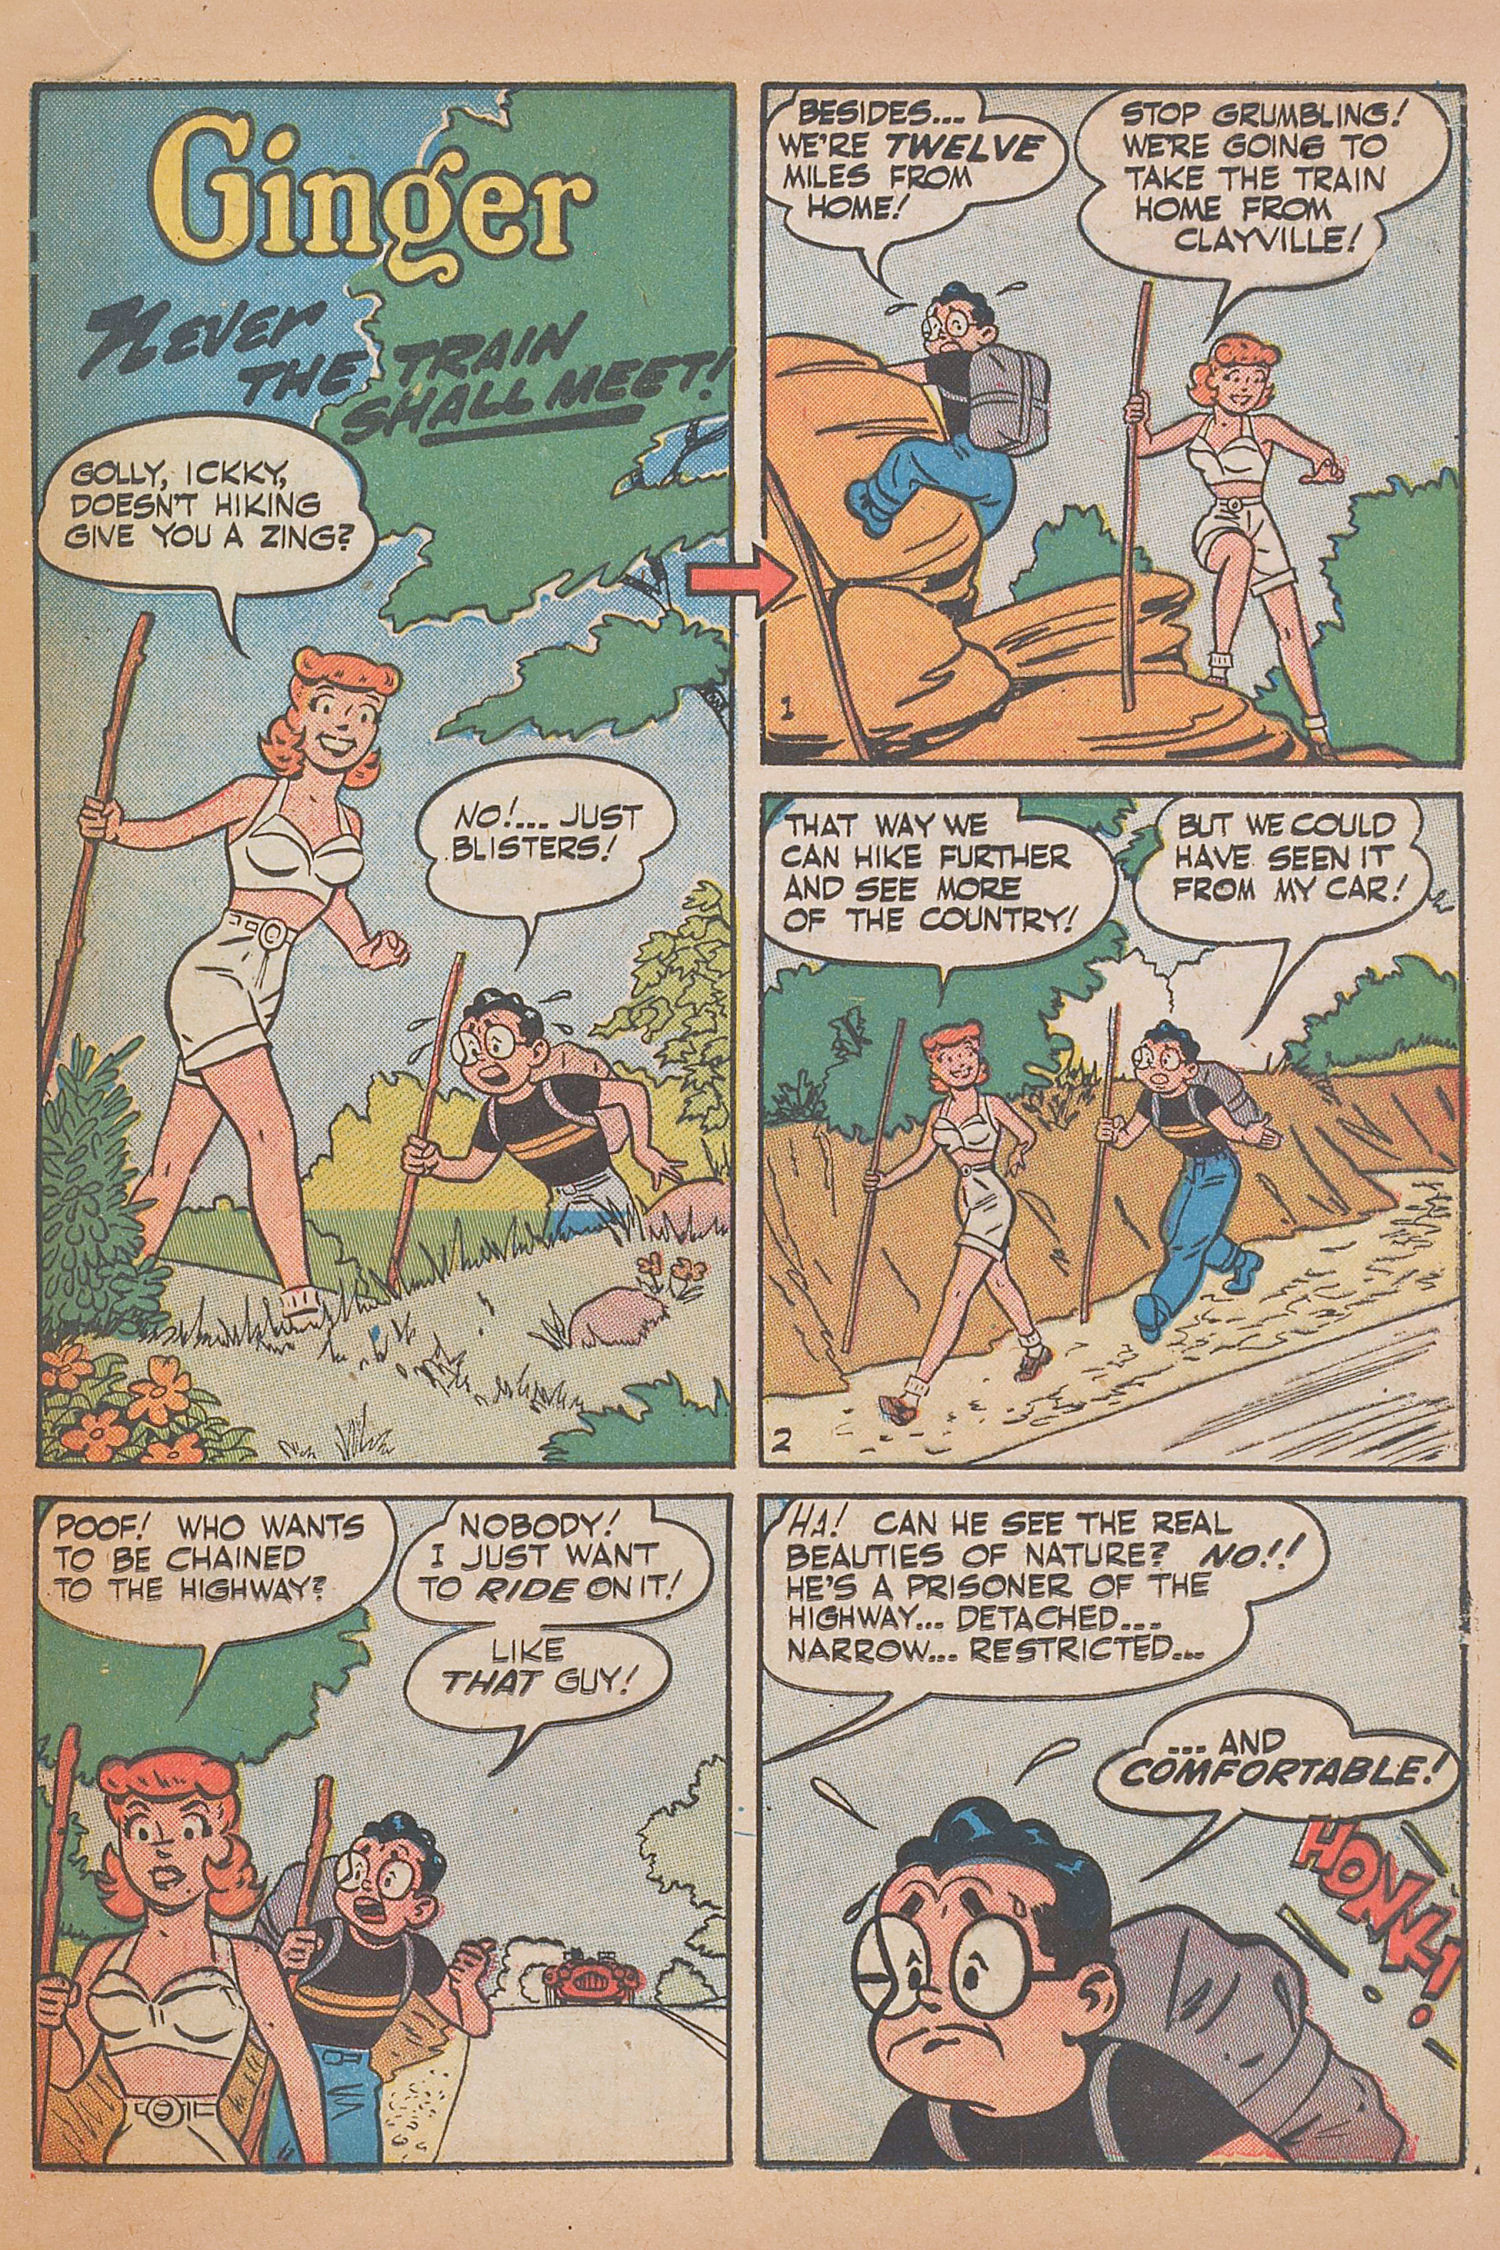 Ginger
NEVER
THE TRAIN
SHALL MEET!
GOLLY, ICKKY,
DOESN'T HIKING
GIVE YOU A ZING?
NO!... JUST
BLISTERS!
BESIDES...
WE'RE TWELVE
MILES FROM
HOME!
STOP GRUMBLING!
WE'RE GOING TO
TAKE THE TRAIN
HOME FROM
CLAYVILLE!
1
THAT WAY WE
CAN HIKE FURTHER
AND SEE MORE
OF THE COUNTRY!
BUT WE COULD
HAVE SEEN IT
FROM MY CAR!
2
POOF! WHO WANTS
TO BE CHAINED
TO THE HIGHWAY?
NOBODY!
I JUST WANT
TO RIDE ON IT!
LIKE
THAT GUY!
HA! CAN HE SEE THE REAL
BEAUTIES OF NATURE? NO!!
HE'S A PRISONER OF THE
HIGHWAY... DETACHED...
NARROW... RESTRICTED...
... AND
COMFORTABLE!
HONK!